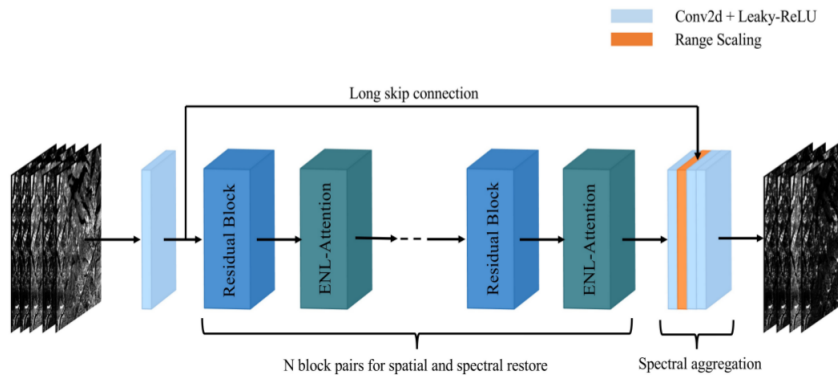 Conv2d + Leaky-ReLU
Range Scaling
Long skip connection
Residual Block
ENL-Attention
Residual Block
ENL-Attention
N block pairs for spatial and spectral restore
Spectral aggregation